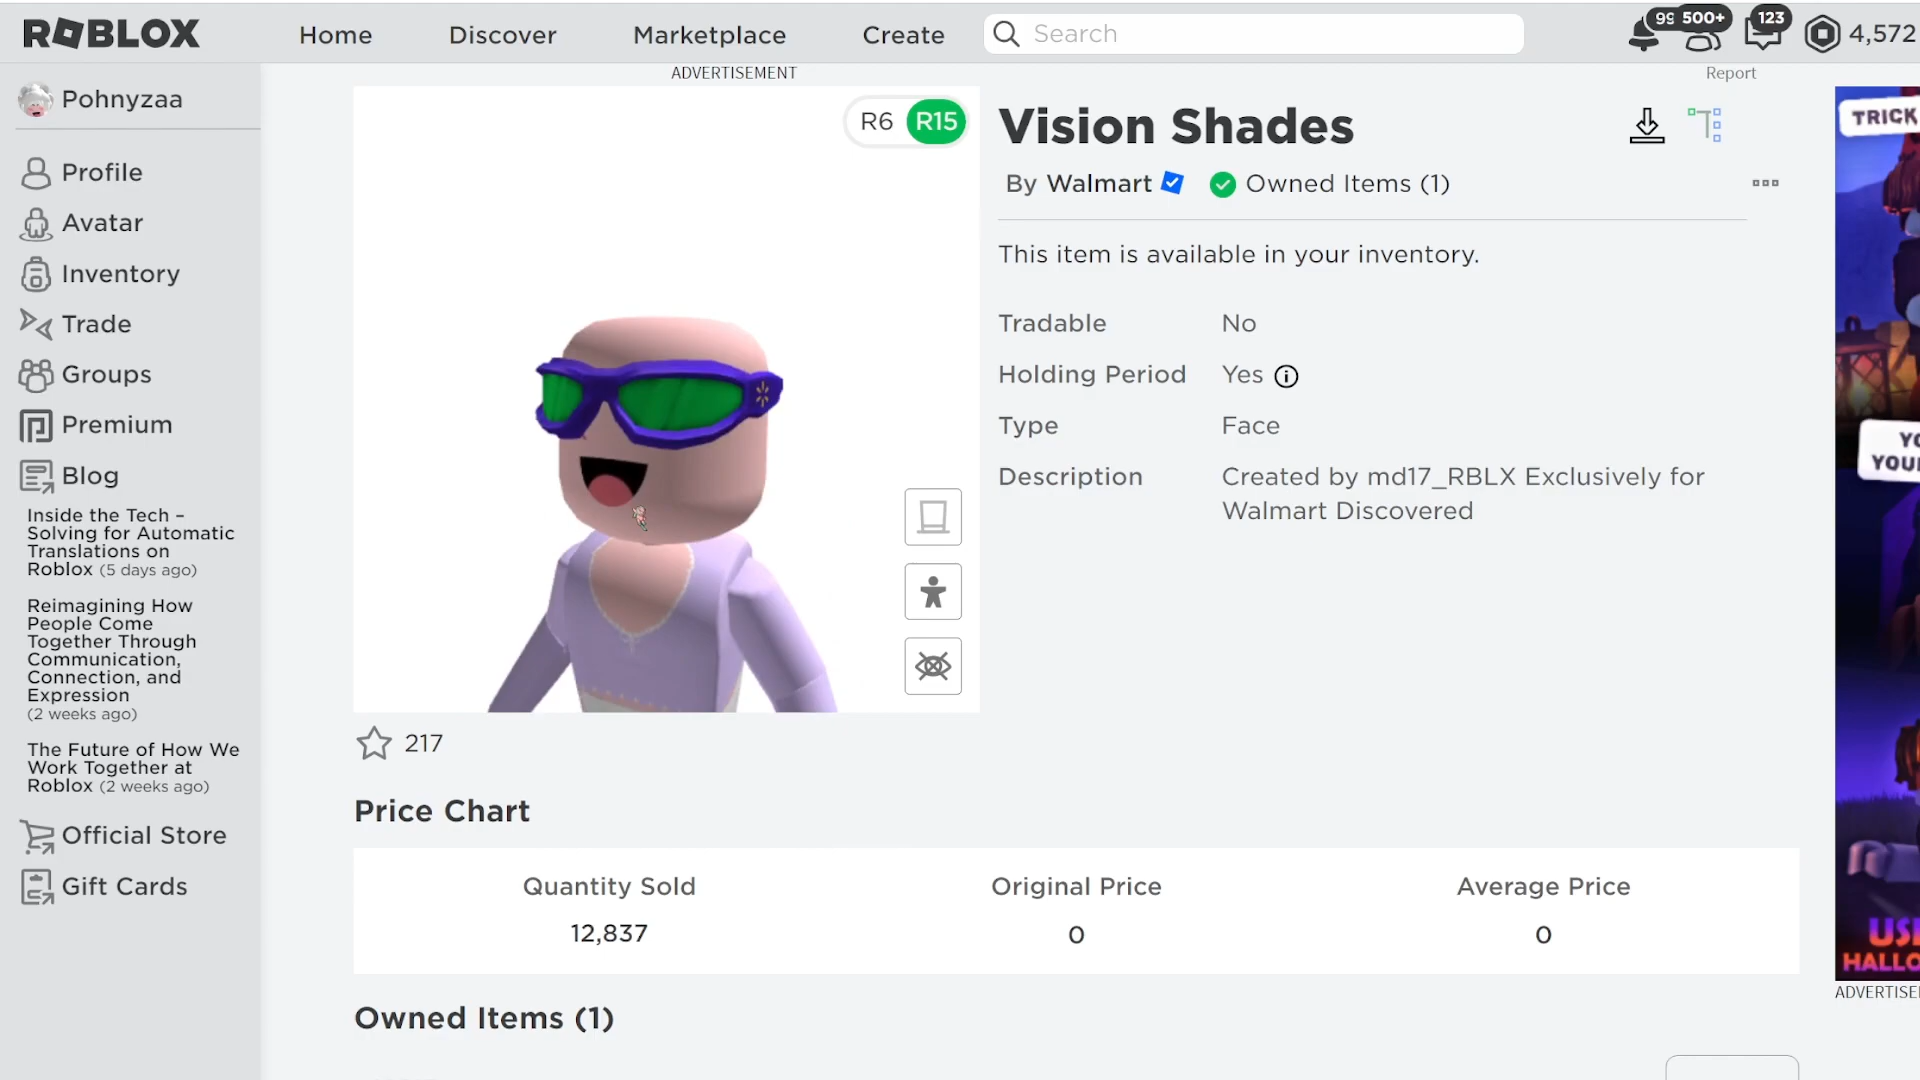 ROBLOX
Home
Discover
Marketplace
Create
Search
99
500+
123
4,572
ADVERTISEMENT
Report
Pohnyzaa
Profile
Avatar
Inventory
Trade
Groups
Premium
Blog
Inside the Tech –
Solving for Automatic
Translations on
Roblox (5 days ago)
Reimagining How
People Come
Together Through
Communication,
Connection, and
Expression
(2 weeks ago)
The Future of How We
Work Together at
Roblox (2 weeks ago)
Official Store
Gift Cards
R6
R15
Vision Shades
By Walmart
Owned Items (1)
This item is available in your inventory.
Tradable
No
Holding Period
Yes
Type
Face
Description
Created by md17_RBLX Exclusively for
Walmart Discovered
217
Price Chart
Quantity Sold
12,837
Original Price
0
Average Price
0
Owned Items (1)
TRICK
YO
YOU
US
HALLO
ADVERTISE